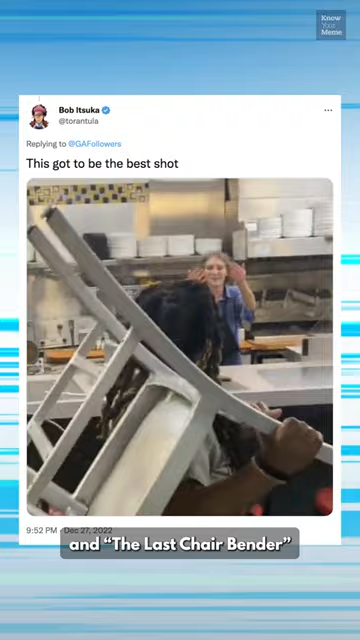 Know
Your
Meme
Bob Itsuka
@torantula
Replying to @GAFollowers
This got to be the best shot
9:52 PM · Dec 27, 2022
and “The Last Chair Bender”